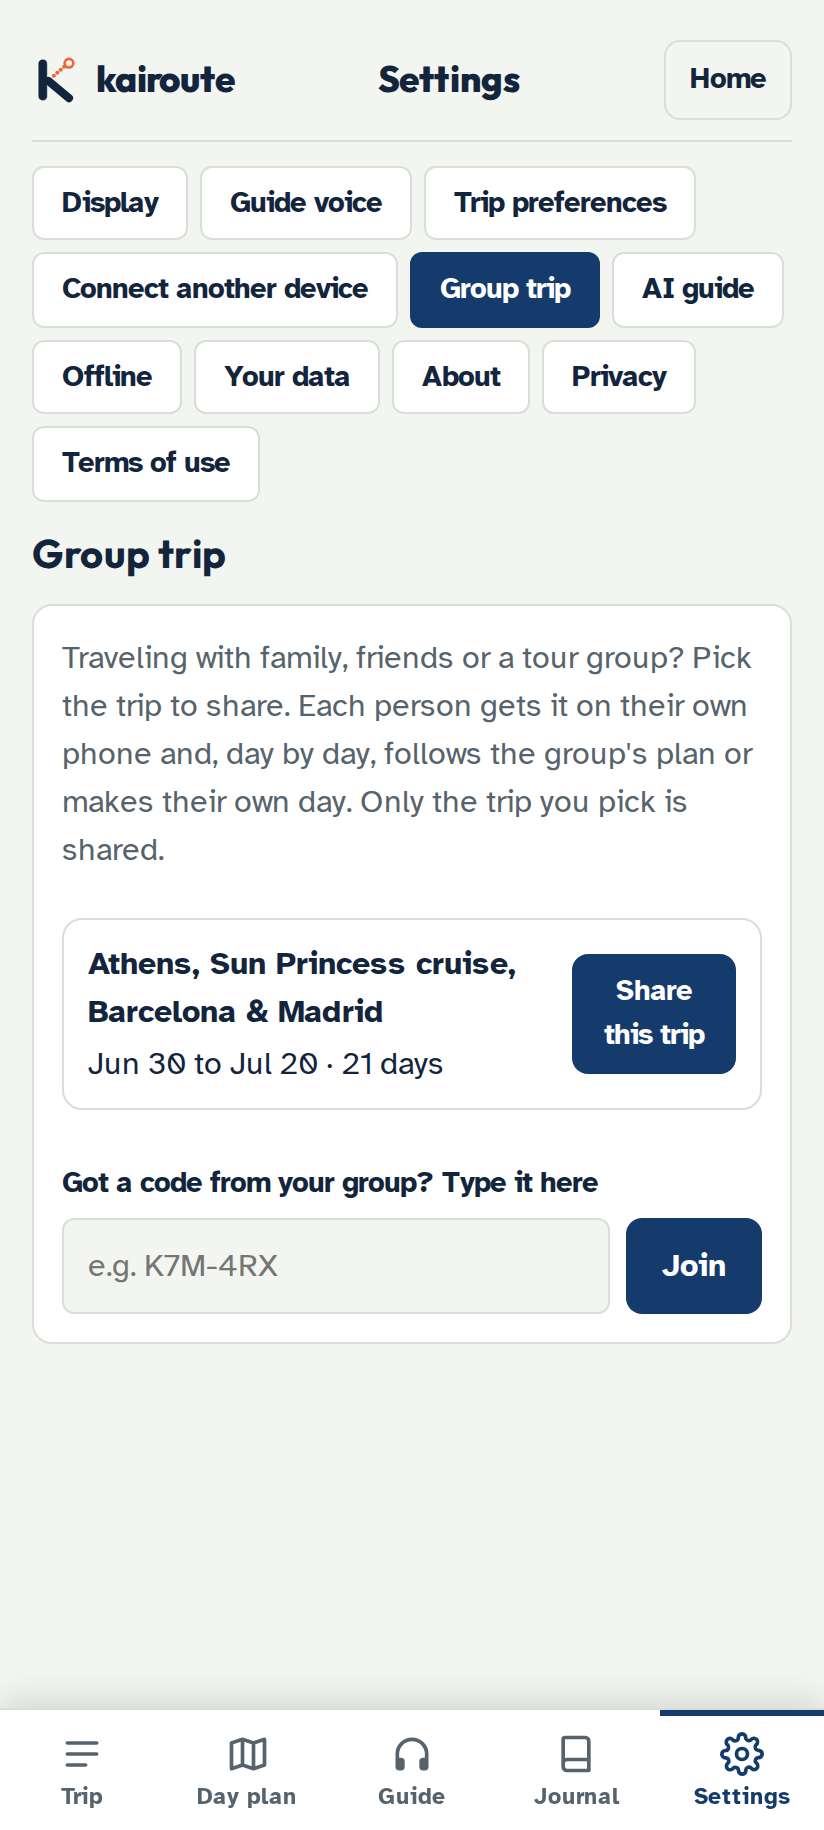 kairoute
Settings
Home
Display
Guide voice
Trip preferences
Connect another device
Group trip
AI guide
Offline
Your data
About
Privacy
Terms of use
Group trip
Traveling with family, friends or a tour group? Pick
the trip to share. Each person gets it on their own
phone and, day by day, follows the group's plan or
makes their own day. Only the trip you pick is
shared.
Athens, Sun Princess cruise,
Barcelona & Madrid
Jun 30 to Jul 20 · 21 days
Share
this trip
Got a code from your group? Type it here
e.g. K7M-4RX
Join
Trip
Day plan
Guide
Journal
Settings